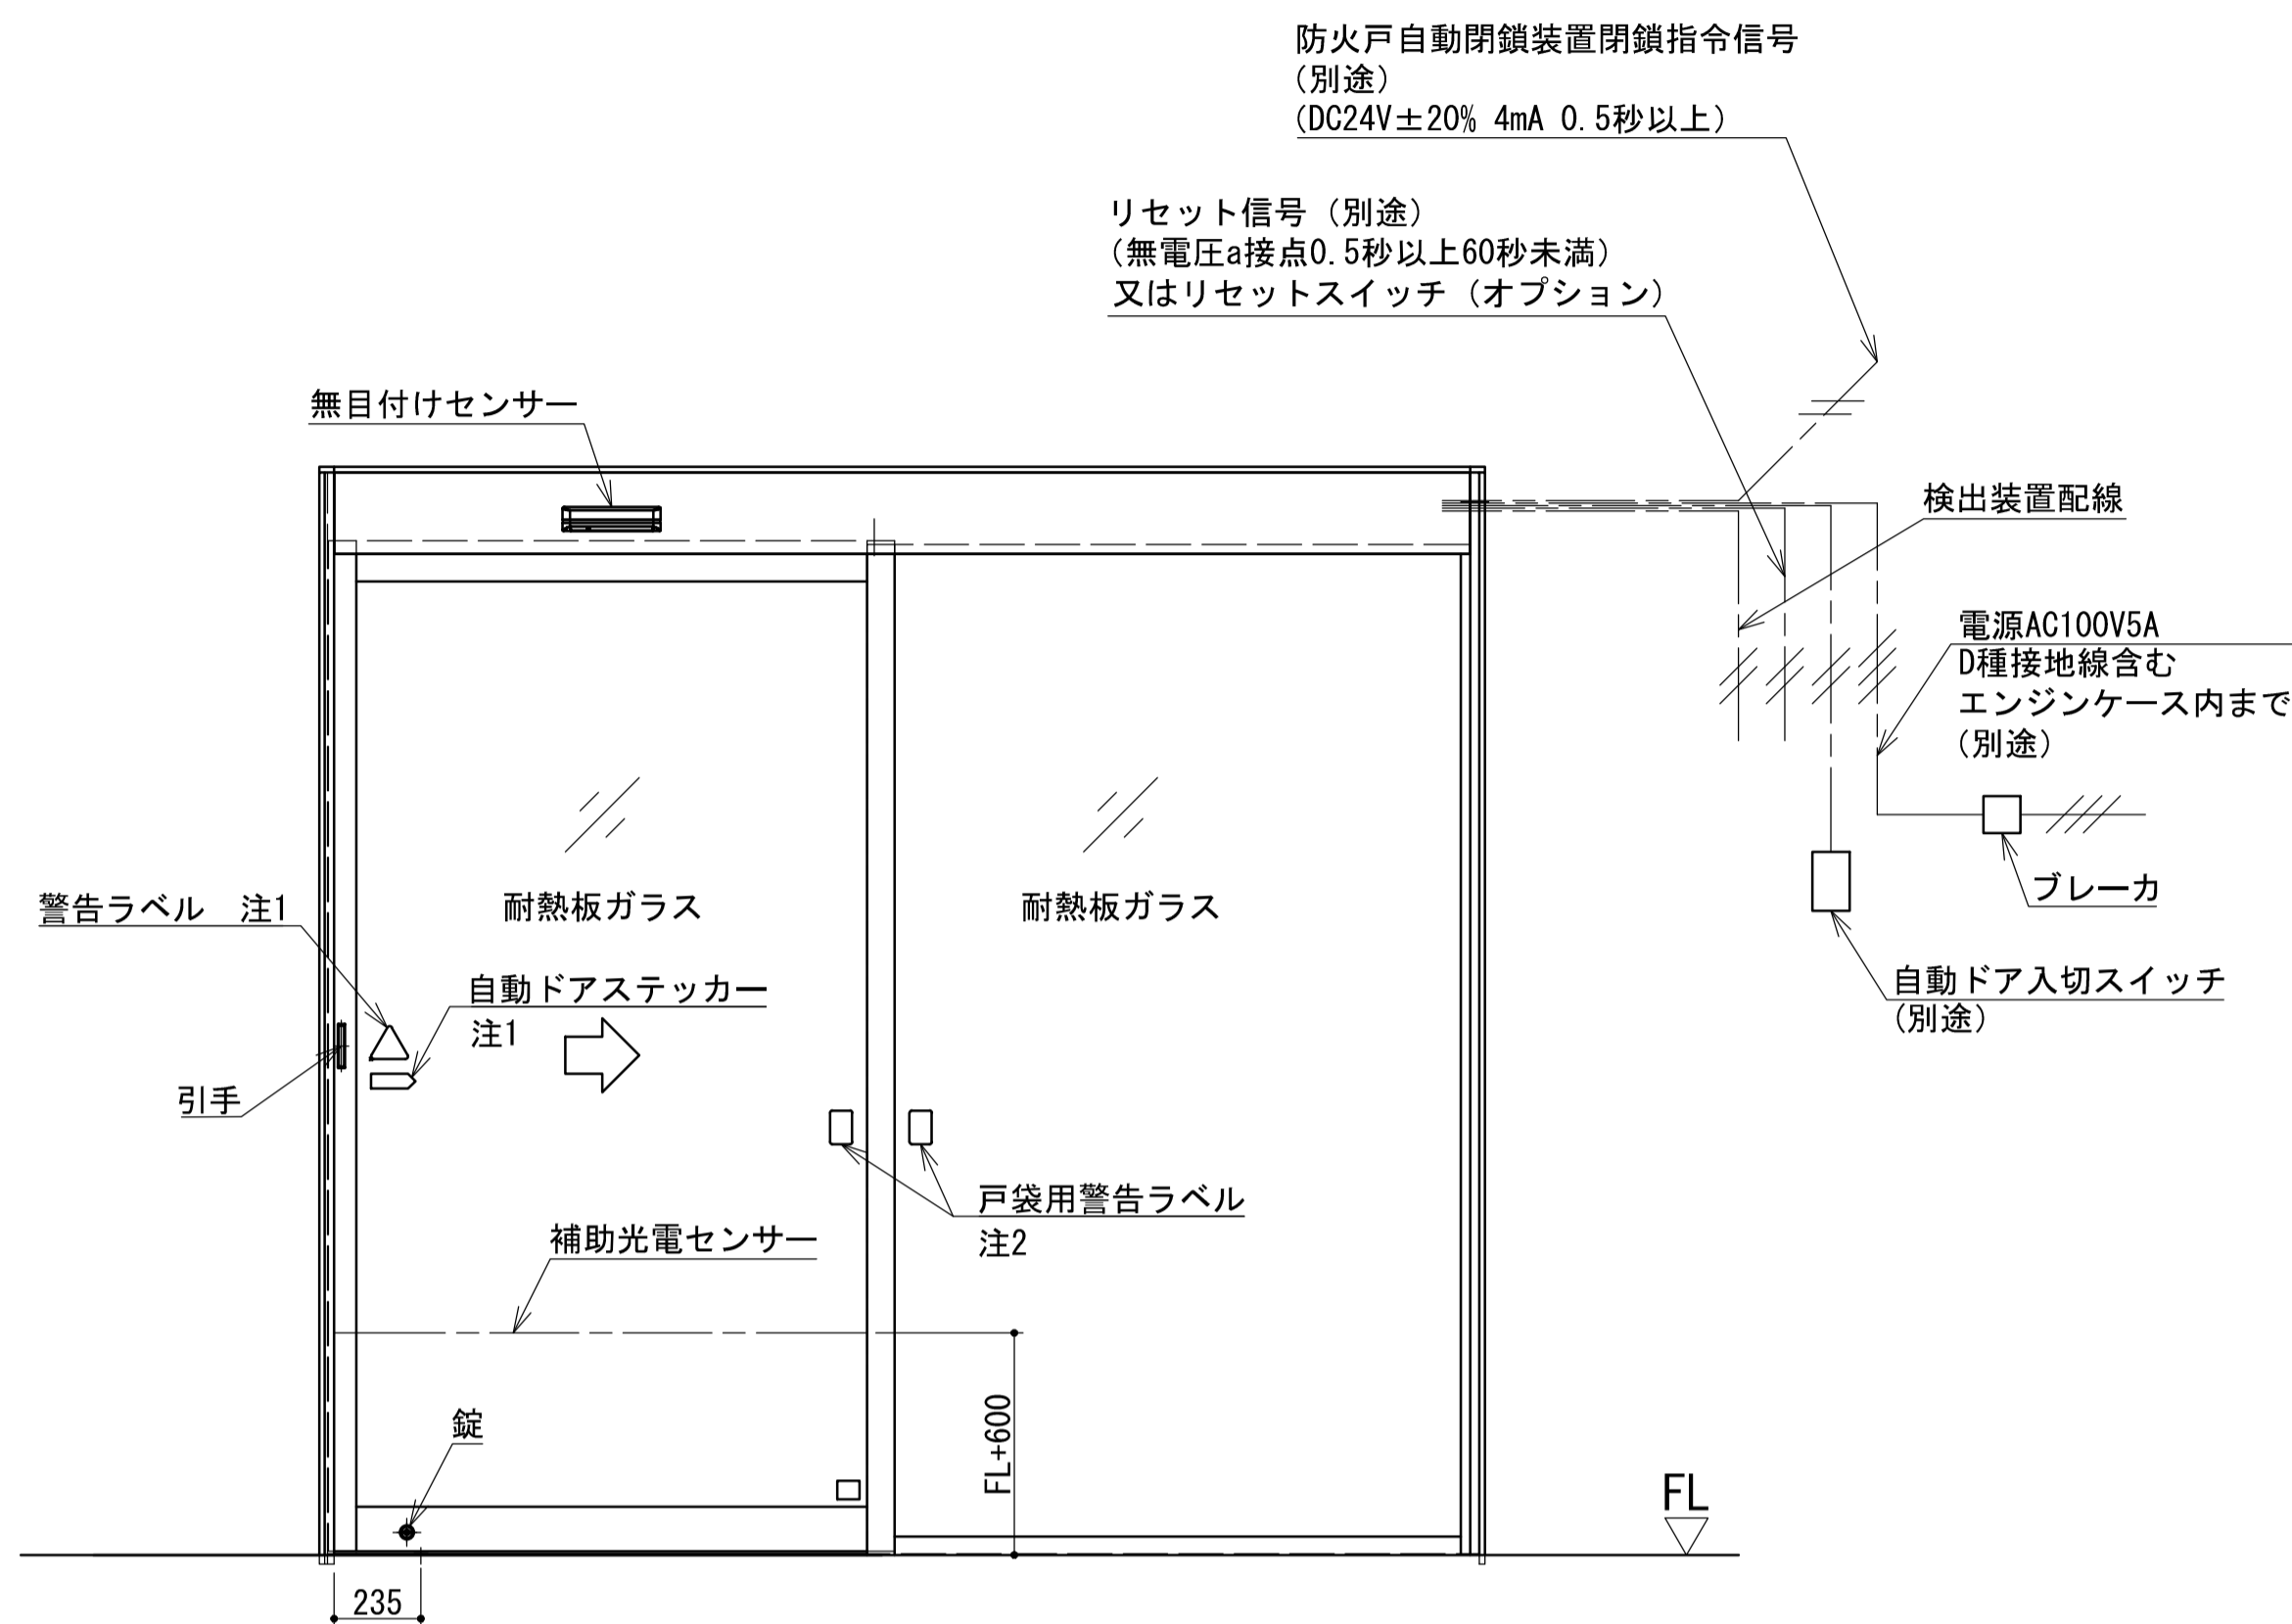 防火戸自動閉鎖装置閉鎖指令信号
(別途)
(DC24V±20% 4mA 0.5秒以上)
リセット信号(別途)
(無電圧a接点0.5秒以上60秒未満)
又はリセットスイッチ(オプション)
無目付けセンサー
検出装置配線
電源AC100V5A
D種接地線含む
エンジンケース内まで
(別途)
ブレーカ
自動ドア入切スイッチ
(別途)
耐熱板ガラス
耐熱板ガラス
警告ラベル 注1
自動ドアステッカー
注1
引手
戸袋用警告ラベル
注2
補助光電センサー
錠
FL+600
FL
235